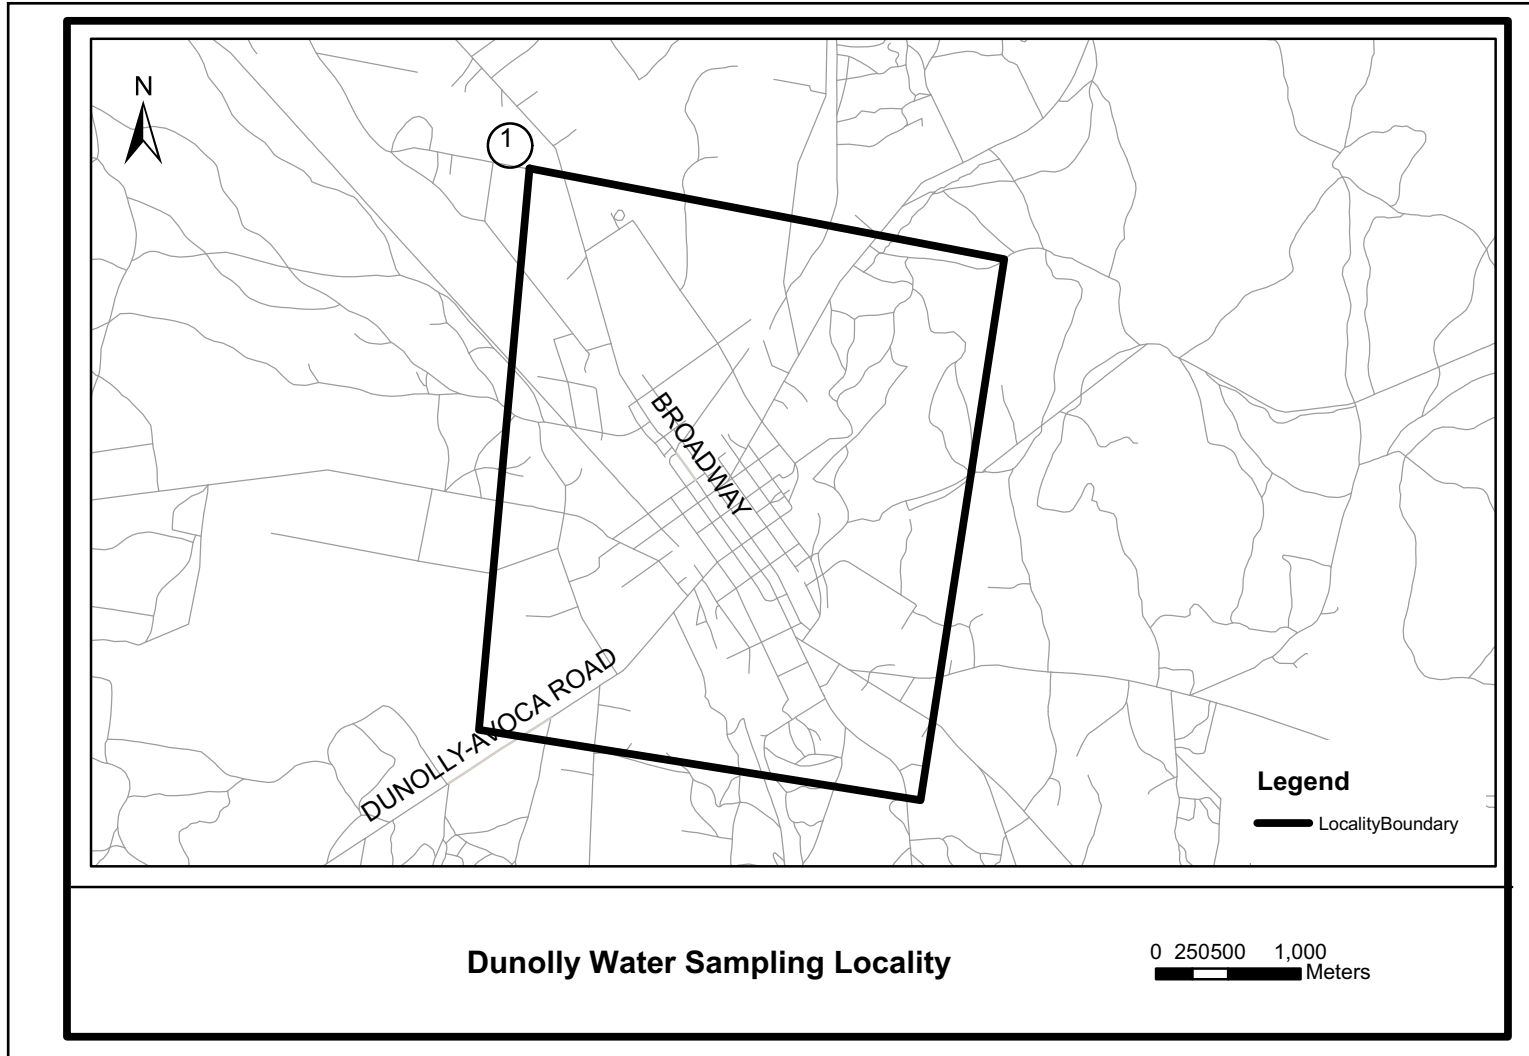 N
1
BROADWAY
DUNOLLY-AVOCA ROAD
Legend
LocalityBoundary
Dunolly Water Sampling Locality
0 250500 1,000
Meters